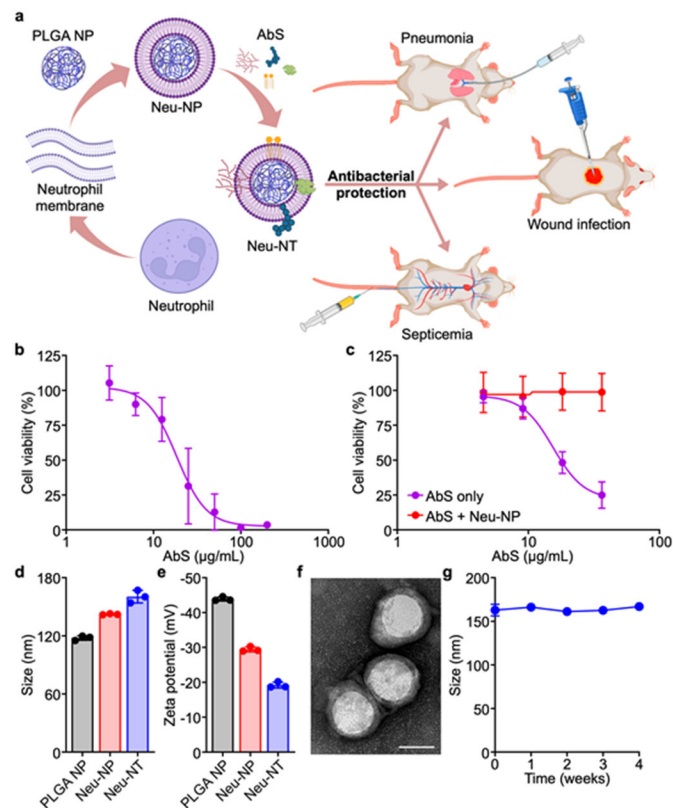 a
PLGA NP
Neu-NP
AbS
Pneumonia
Neutrophil
membrane
Neu-NT
Antibacterial
protection
Wound infection
Neutrophil
Septicemia
b
125
100
75
50
25
0
Cell viability (%)
1
10
100
1000
AbS (µg/mL)
c
125
100
75
50
25
0
Cell viability (%)
AbS only
AbS + Neu-NP
1
10
100
AbS (µg/mL)
d
180
120
60
0
Size (nm)
PLGA NP
Neu-NP
Neu-NT
e
-50
-40
-30
-20
-10
0
Zeta potential (mV)
PLGA NP
Neu-NP
Neu-NT
f
g
200
150
100
50
0
Size (nm)
0
1
2
3
4
Time (weeks)